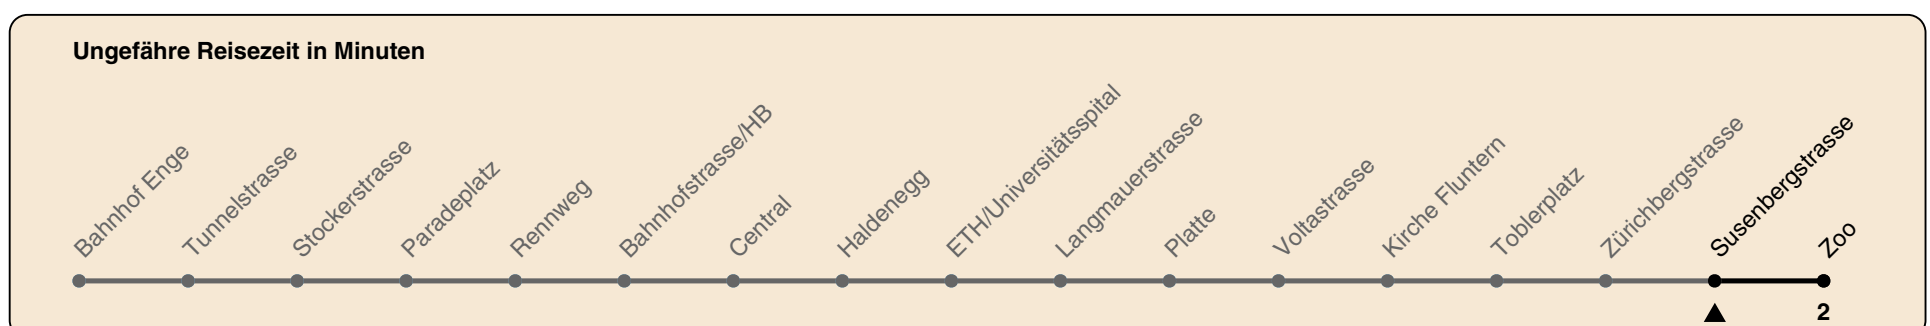 Ungefähre Reisezeit in Minuten
Bahnhof Enge
Tunnelstrasse
Stockerstrasse
Paradeplatz
Rennweg
Bahnhofstrasse/HB
Central
Haldenegg
ETH/Universitätsspital
Langmauerstrasse
Platte
Voltastrasse
Kirche Fluntern
Toblerplatz
Zürichbergstrasse
Susenbergstrasse
Zoo
2